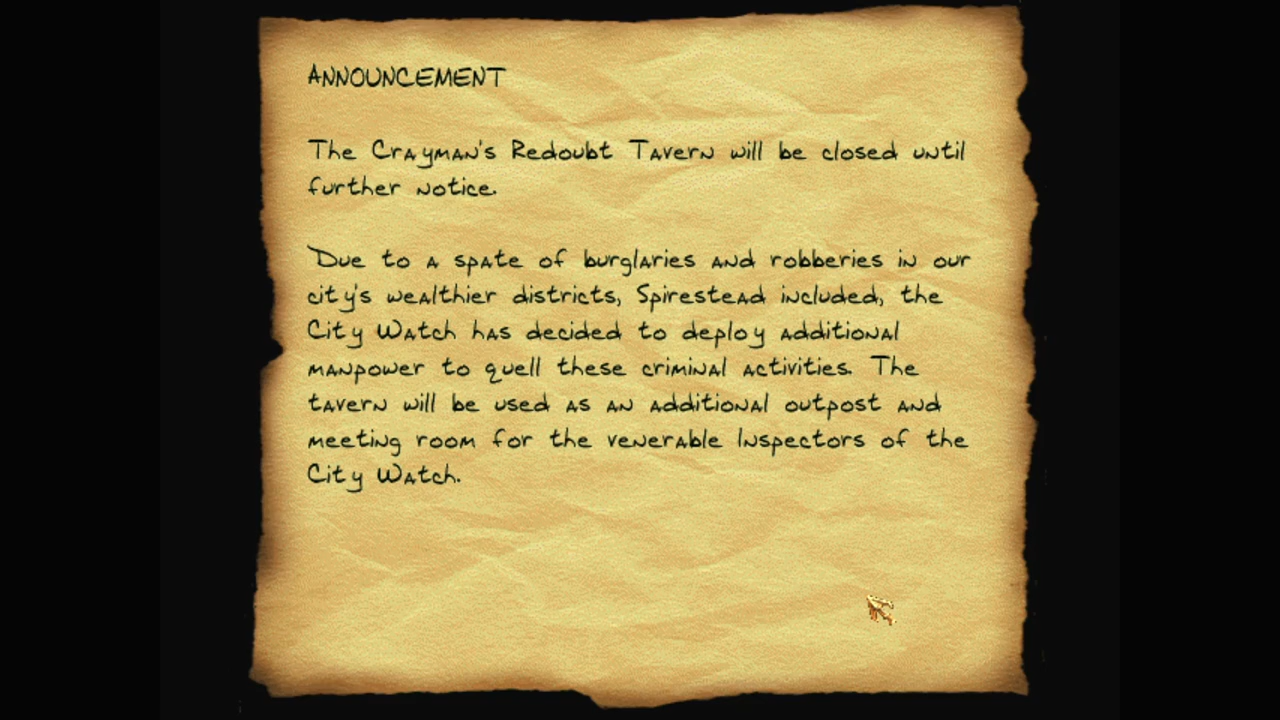 ANNOUNCEMENT
The Crayman's Redoubt Tavern will be closed until
further notice.
Due to a spate of burglaries and robberies in our
city's wealthier districts, Spirestead included, the
City Watch has decided to deploy additional
manpower to quell these criminal activities. The
tavern will be used as an additional outpost and
meeting room for the venerable Inspectors of the
City Watch.